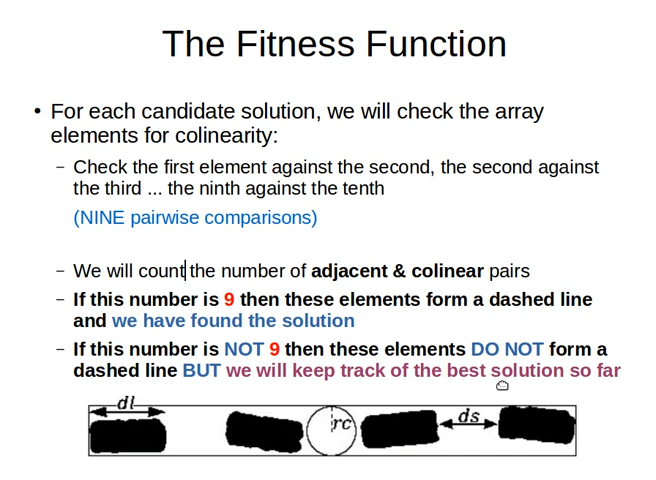 The Fitness Function
• For each candidate solution, we will check the array
elements for colinearity:
– Check the first element against the second, the second against
the third ... the ninth against the tenth
(NINE pairwise comparisons)
– We will count the number of adjacent & colinear pairs
– If this number is 9 then these elements form a dashed line
and we have found the solution
– If this number is NOT 9 then these elements DO NOT form a
dashed line BUT we will keep track of the best solution so far
dl
rc
ds